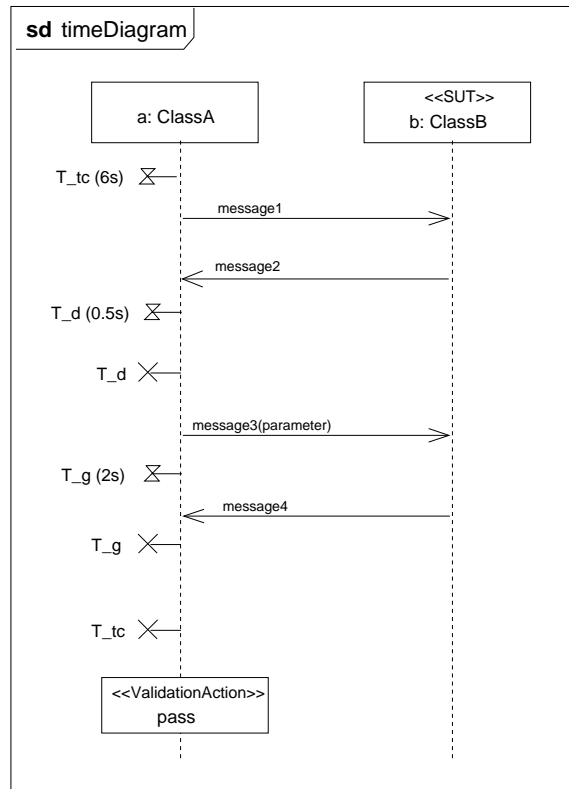 sd timeDiagram
a: ClassA
<<SUT>>
b: ClassB
T_tc (6s)
message1
message2
T_d (0.5s)
T_d
message3(parameter)
T_g (2s)
message4
T_g
T_tc
<<ValidationAction>>
pass